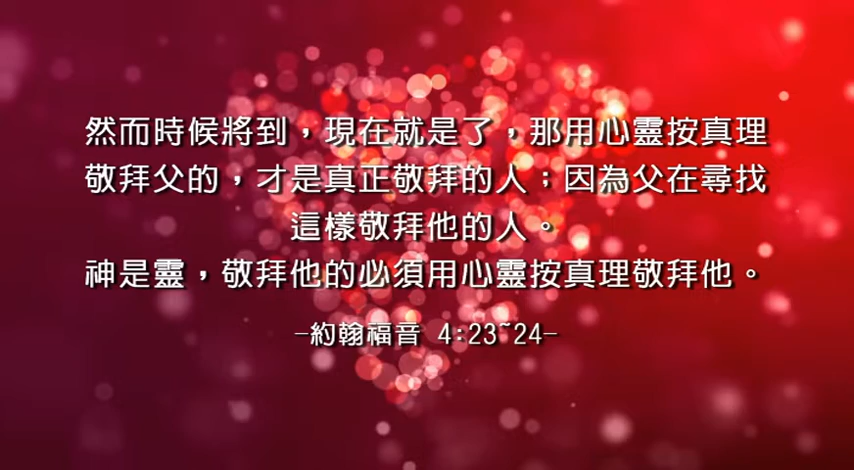 然而時候將到，現在就是了，那用心靈按真理
敬拜父的，才是真正敬拜的人；因為父在尋找
這樣敬拜他的人。
神是靈，敬拜他的必須用心靈按真理敬拜他。
-約翰福音 4:23~24-